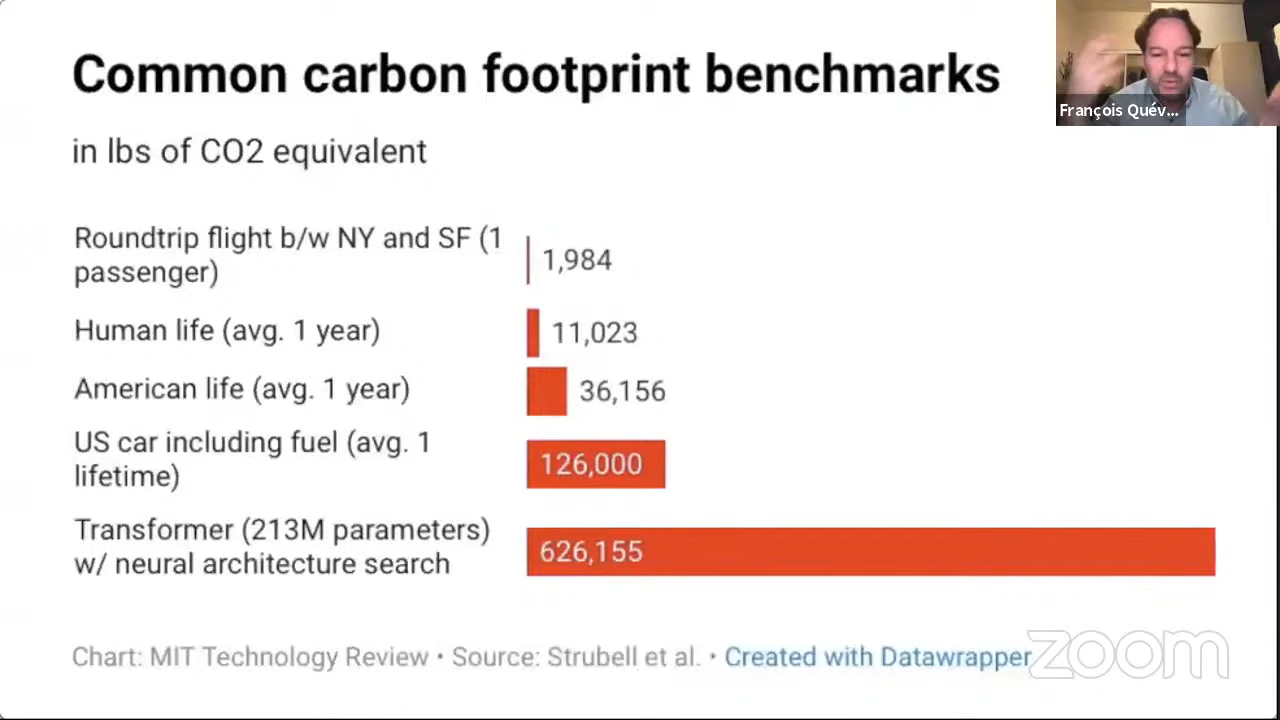 Common carbon footprint benchmarks
François Quév...
in lbs of CO2 equivalent
Roundtrip flight b/w NY and SF (1
passenger)
1,984
Human life (avg. 1 year)
11,023
American life (avg. 1 year)
36,156
US car including fuel (avg. 1
lifetime)
126,000
Transformer (213M parameters)
w/ neural architecture search
626,155
Chart: MIT Technology Review • Source: Strubell et al. • Created with Datawrapper
zoom